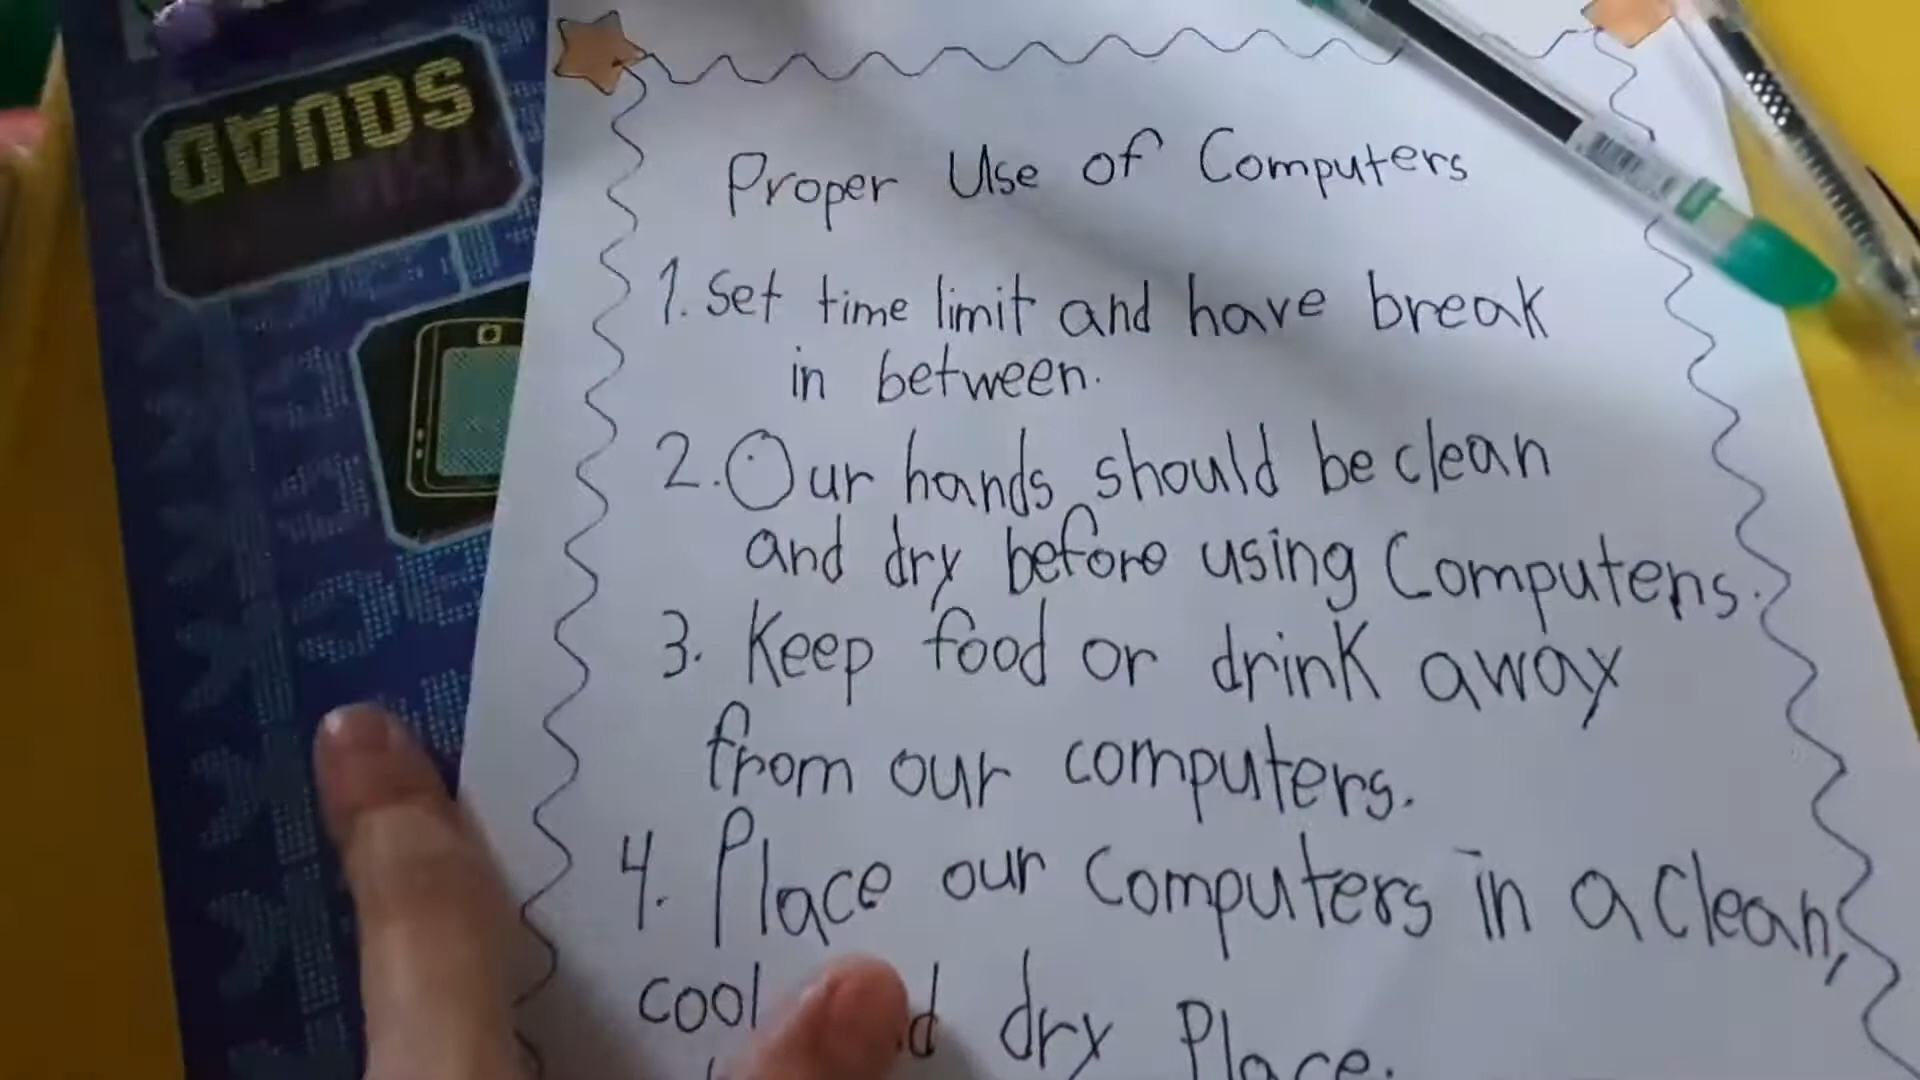 SQUAD
Proper Use of Computers
1. Set time limit and have break
in between.
2. Our hands should be clean
and dry before using Computers.
3. Keep food or drink away
from our computers.
4. Place our Computers in a Clean,
cool dry Place.